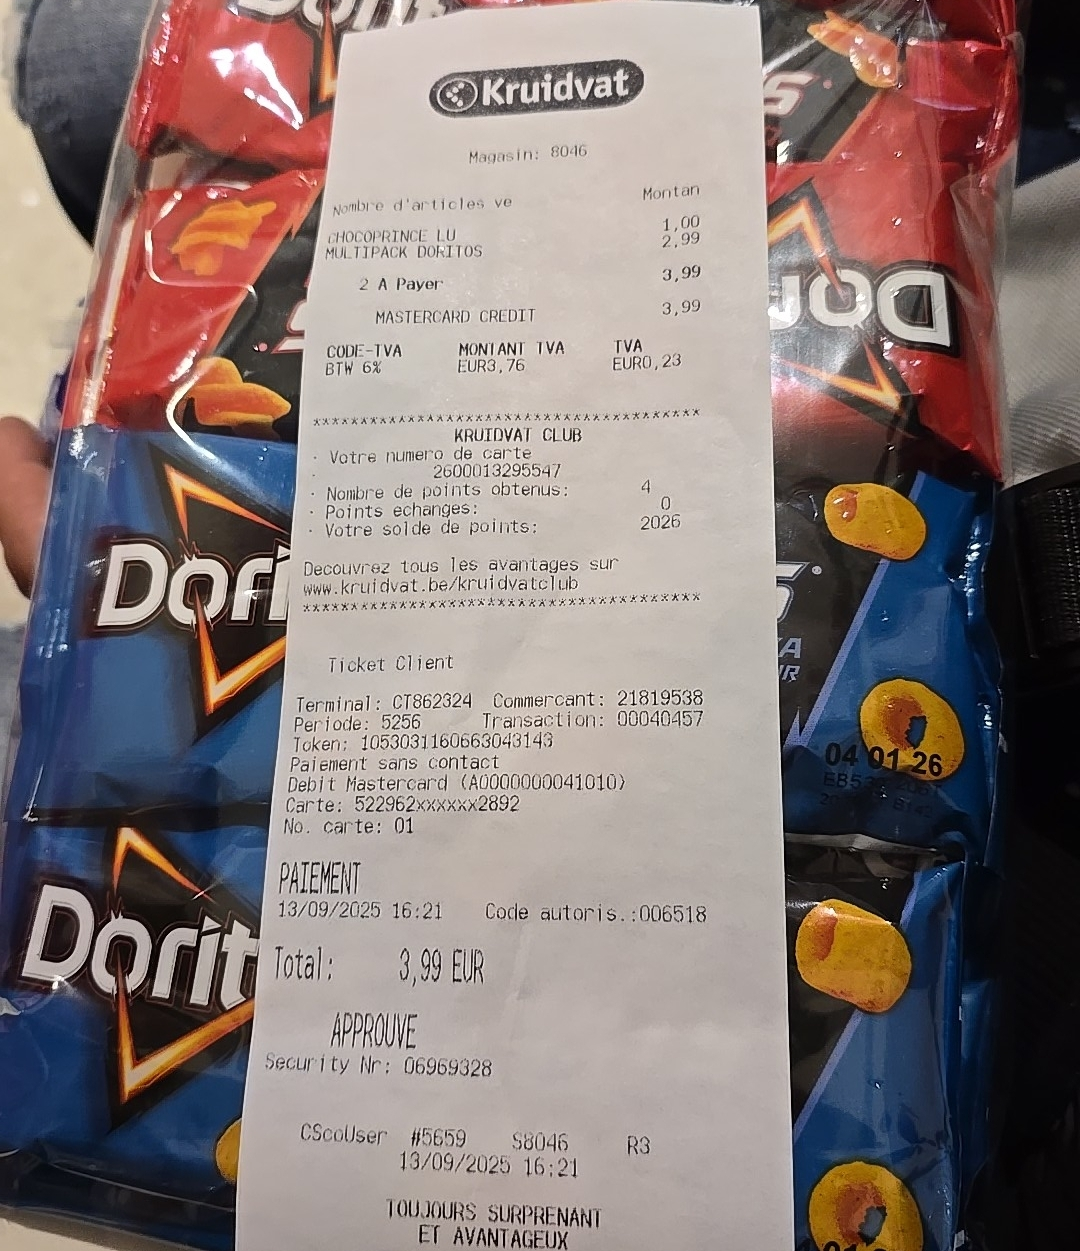 Kruidvat
Magasin: 8046
Nombre d'articles ve Montan
CHOCOPRINCE LU 1,00
MULTIPACK DORITOS 2,99
2 A Payer 3,99
MASTERCARD CREDIT 3,99
CODE-TVA MONTANT TVA TVA
BTW 6% EUR3,76 EUR0,23
****************************************
KRUIDVAT CLUB
· Votre numero de carte
· 2600013295547
· Nombre de points obtenus: 4
· Points echanges: 0
· Votre solde de points: 2026
Decouvrez tous les avantages sur
www.kruidvat.be/kruidvatclub
****************************************
Ticket Client
Terminal: CT862324 Commercant: 21819538
Periode: 5256 Transaction: 00040457
Token: 1053031160663043143
Paiement sans contact
Debit Mastercard (A0000000041010)
Carte: 522962xxxxxx2892
No. carte: 01
PAIEMENT
13/09/2025 16:21 Code autoris.:006518
Total: 3,99 EUR
APPROUVE
Security Nr: 06969328
CScoUser #5659 S8046 R3
13/09/2025 16:21
TOUJOURS SURPRENANT
ET AVANTAGEUX
Dorit
Dor
Dori
Dorit
04 01 26